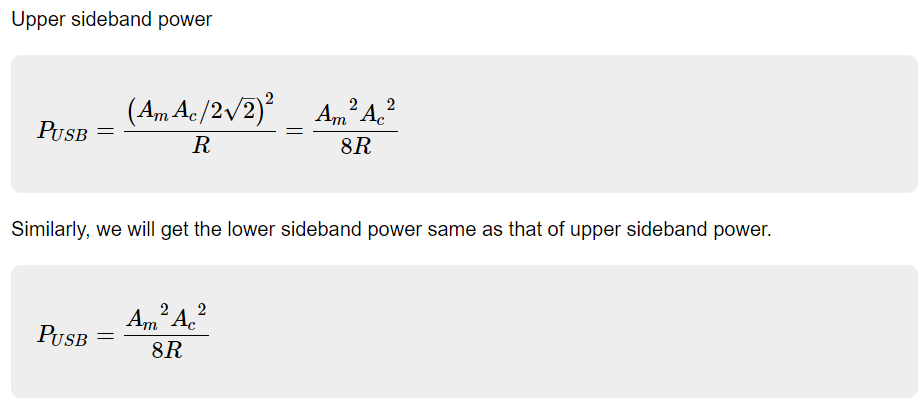 Upper sideband power
P_{USB} = \frac{(A_m A_c/2\sqrt{2})^2}{R} = \frac{{A_m}^2 {A_c}^2}{8R}
Similarly, we will get the lower sideband power same as that of upper sideband power.
P_{USB} = \frac{{A_m}^2 {A_c}^2}{8R}